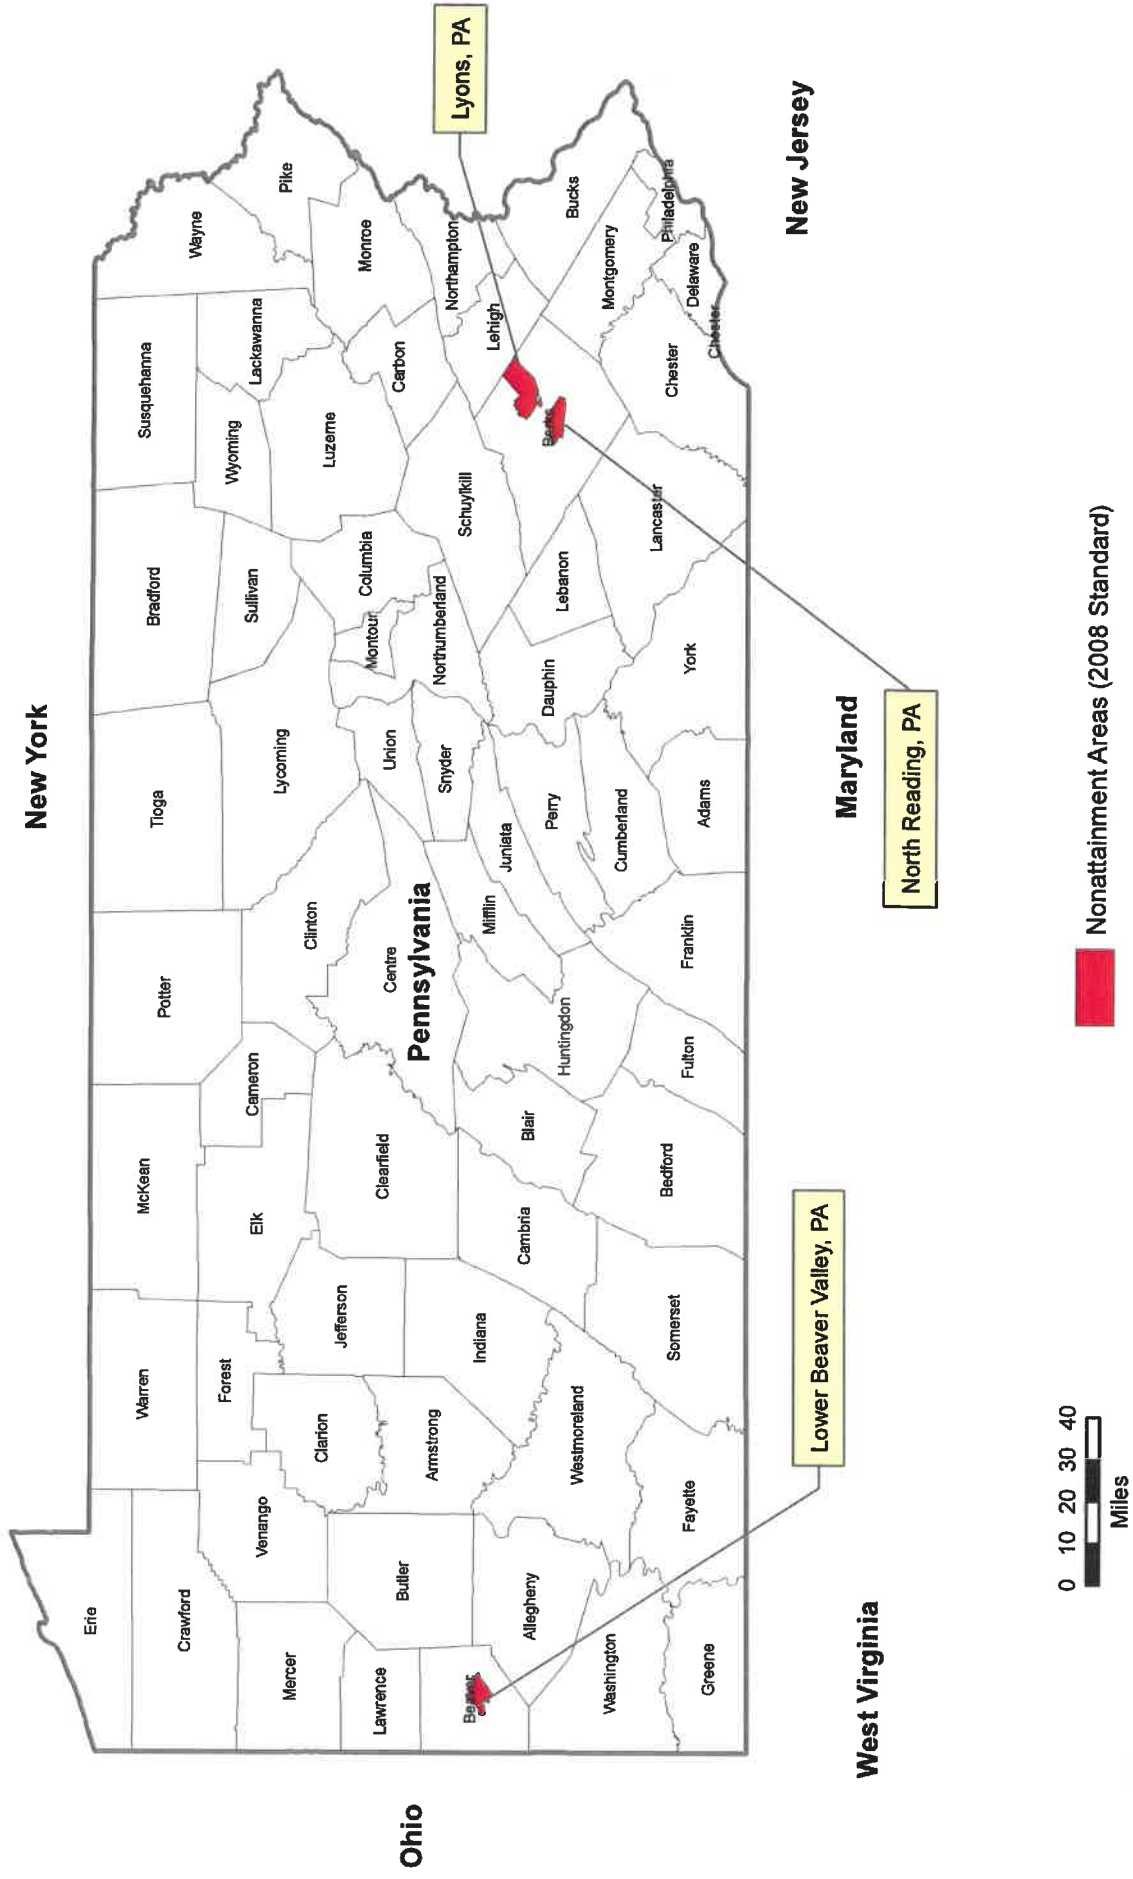 New York
Erie
Crawford
Warren
McKean
Potter
Tioga
Bradford
Susquehanna
Wayne
Mercer
Venango
Forest
Elk
Cameron
Clinton
Lycoming
Sullivan
Wyoming
Lackawanna
Pike
Lawrence
Butler
Clarion
Jefferson
Clearfield
Centre
Union
Montour
Columbia
Luzerne
Carbon
Monroe
Pennsylvania
Ohio
Beaver
Allegheny
Armstrong
Indiana
Cambria
Blair
Huntingdon
Mifflin
Juniata
Snyder
Northumberland
Schuylkill
Lehigh
Northampton
Lyons, PA
Washington
Westmoreland
Perry
Dauphin
Lebanon
Berks
Montgomery
Bucks
Greene
Fayette
Somerset
Bedford
Fulton
Franklin
Cumberland
Adams
York
Lancaster
Chester
Chester
Delaware
Philadelphia
West Virginia
Lower Beaver Valley, PA
Maryland
North Reading, PA
New Jersey
0 10 20 30 40
Miles
Nonattainment Areas (2008 Standard)